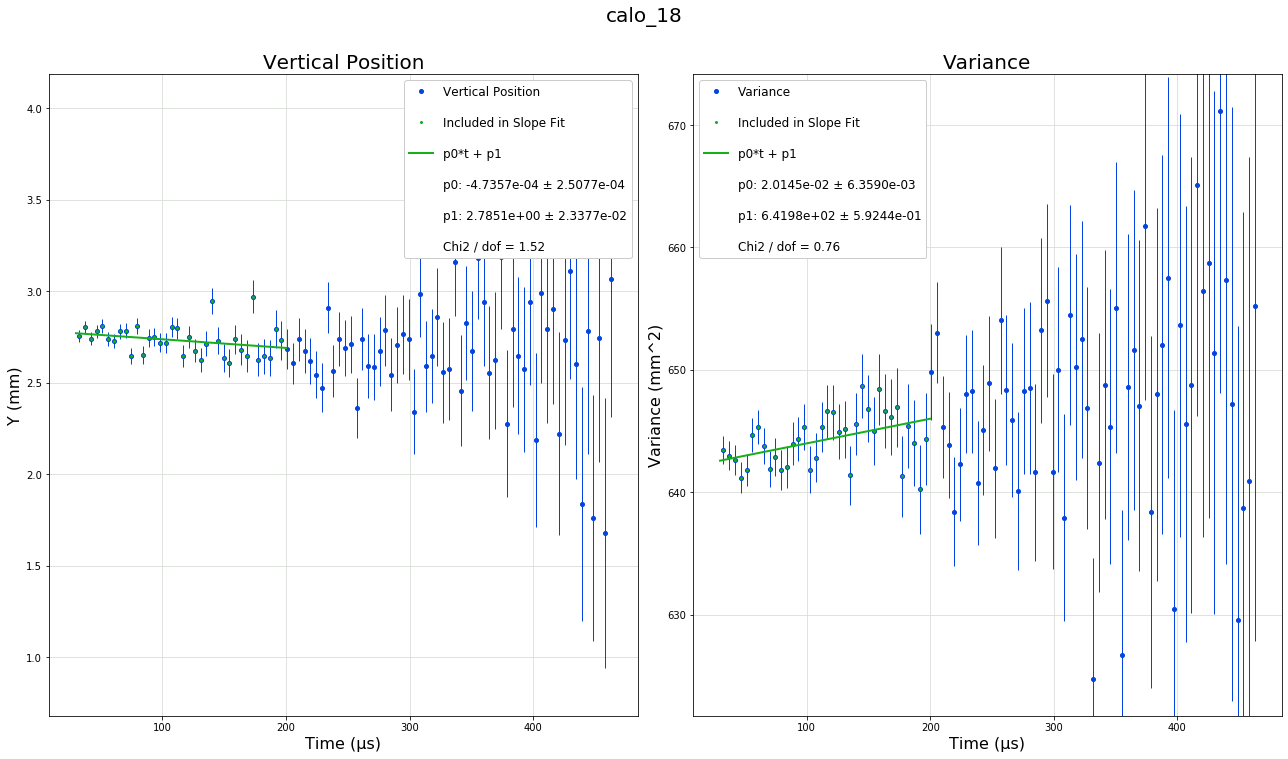 calo_18
Vertical Position
4.0
3.5
3.0
2.5
2.0
1.5
1.0
Y (mm)
Vertical Position
Included in Slope Fit
p0*t + p1
p0: -4.7357e-04 ± 2.5077e-04
p1: 2.7851e+00 ± 2.3377e-02
Chi2 / dof = 1.52
100 200 300 400
Time (μs)
Variance
670
660
650
640
630
Variance (mm^2)
Variance
Included in Slope Fit
p0*t + p1
p0: 2.0145e-02 ± 6.3590e-03
p1: 6.4198e+02 ± 5.9244e-01
Chi2 / dof = 0.76
100 200 300 400
Time (μs)